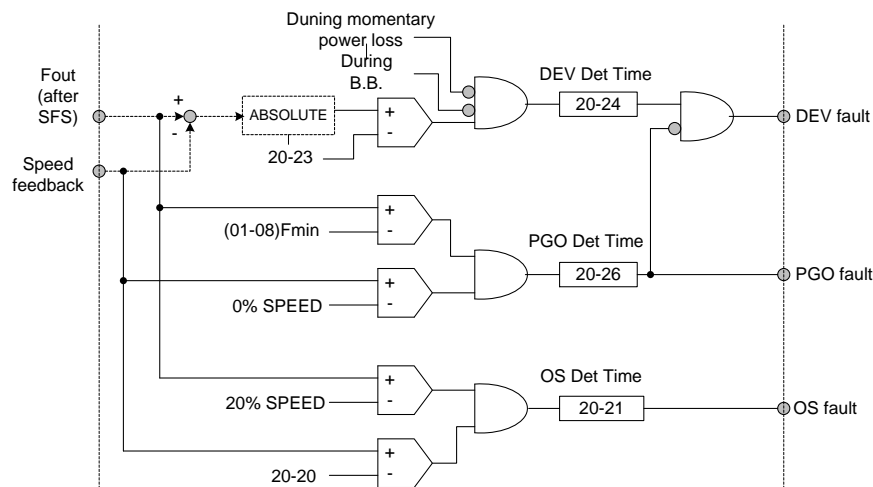 Duning momentary
power loss
During
B.B.
DEV Det Time
Fout
(after
SFS)
+
-
ABSOLUTE
+
-
20-24
DEV fault
20-23
Speed
feedback
+
-
(01-08)Fmin
PGO Det Time
20-26
PGO fault
+
-
0% SPEED
+
-
20% SPEED
OS Det Time
20-21
OS fault
+
-
20-20